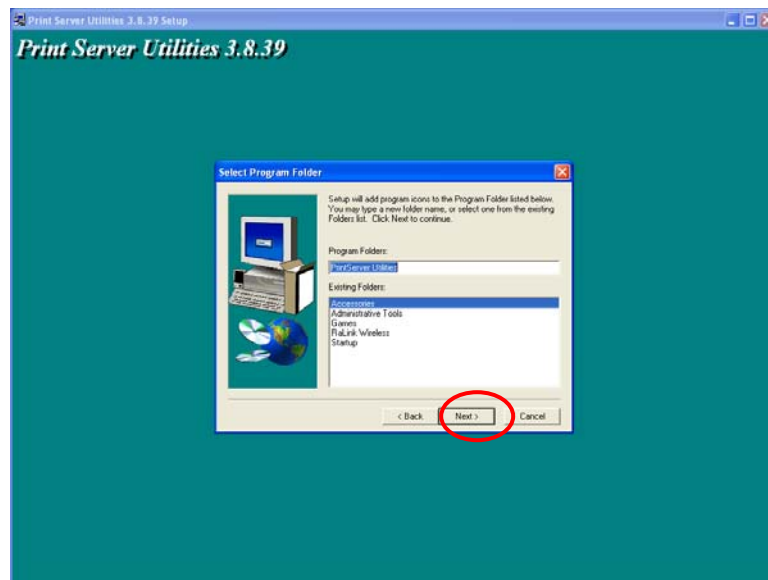 Print Server Utilities 3.8.39 Setup
Print Server Utilities 3.8.39
Select Program Folder
Setup will add program icons to the Program Folder listed below.
You may type a new folder name, or select one from the existing
Folders list. Click Next to continue.
Program Folders:
PrintServer Utilities
Existing Folders:
Accessories
Administrative Tools
Games
RaLink Wireless
Startup
< Back
Next >
Cancel